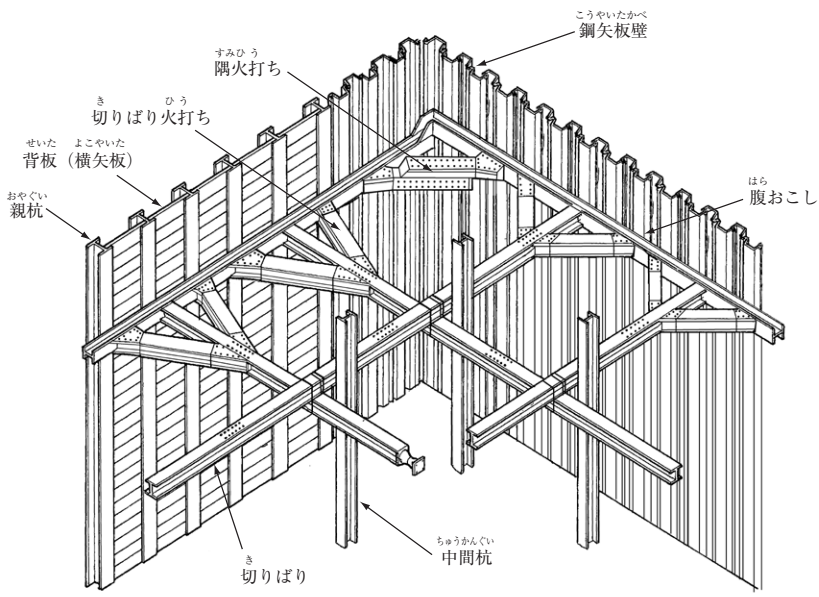 こうやいたかべ
鋼矢板壁
すみひう
隅火打ち
きひう
切りばり火打ち
せいたよこやいた
背板（横矢板）
おやぐい
親杭
はら
腹おこし
ちゅうかんぐい
中間杭
き
切りばり